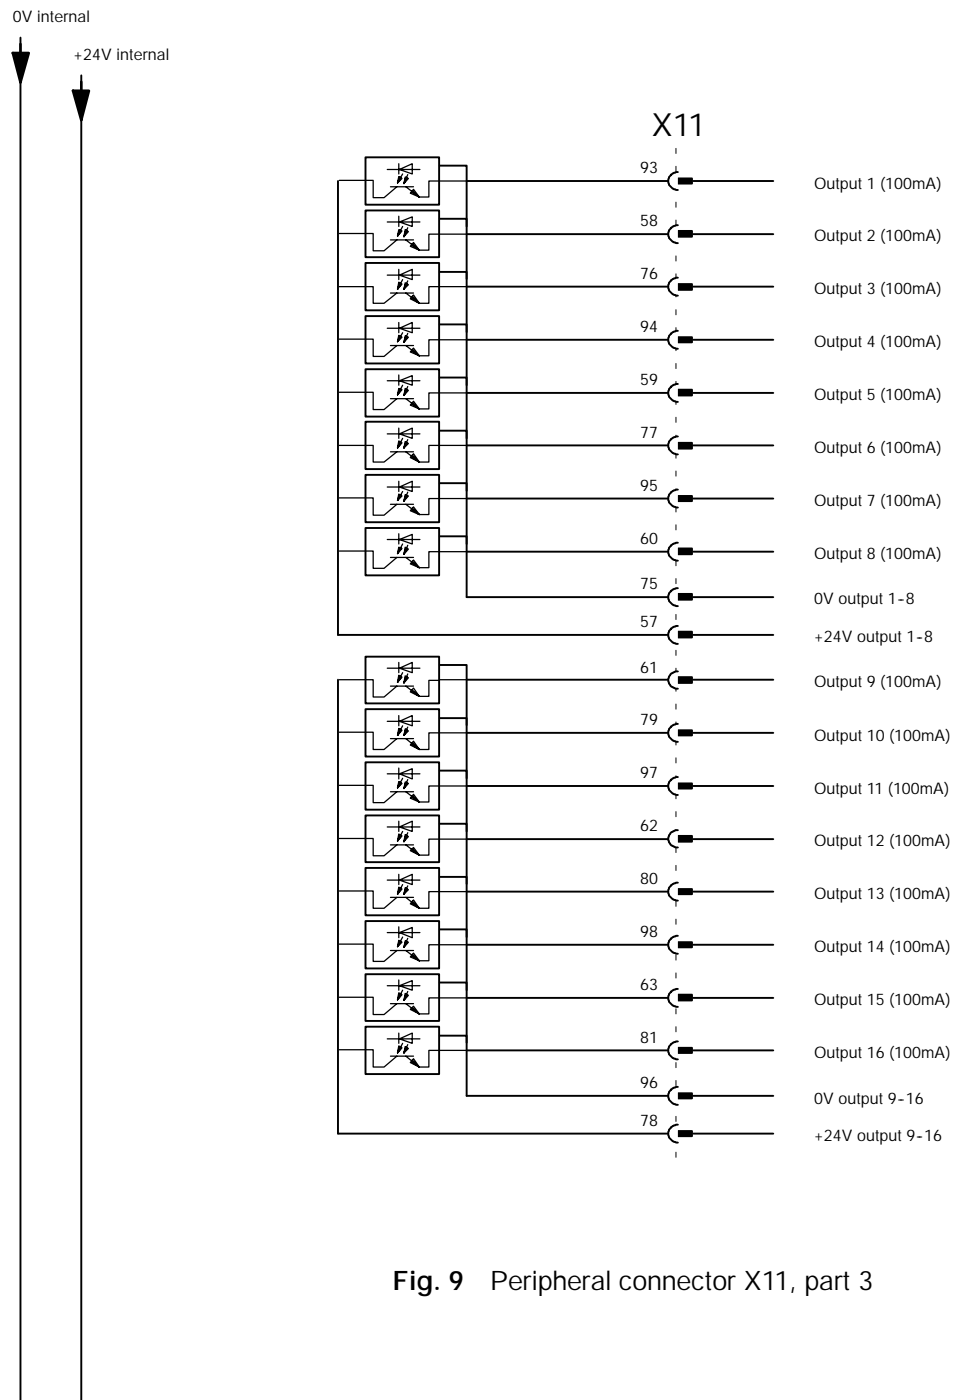 0V internal
+24V internal
X11
93 Output 1 (100mA)
58 Output 2 (100mA)
76 Output 3 (100mA)
94 Output 4 (100mA)
59 Output 5 (100mA)
77 Output 6 (100mA)
95 Output 7 (100mA)
60 Output 8 (100mA)
75 0V output 1-8
57 +24V output 1-8
61 Output 9 (100mA)
79 Output 10 (100mA)
97 Output 11 (100mA)
62 Output 12 (100mA)
80 Output 13 (100mA)
98 Output 14 (100mA)
63 Output 15 (100mA)
81 Output 16 (100mA)
96 0V output 9-16
78 +24V output 9-16
Fig. 9 Peripheral connector X11, part 3